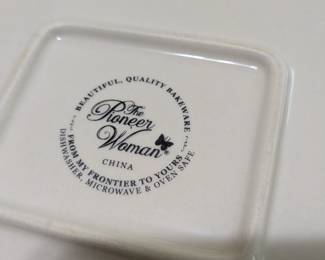 BEAUTIFUL, QUALITY BAKEWARE
The
Pioneer
Woman®
CHINA
FROM MY FRONTIER TO YOURS
DISHWASHER, MICROWAVE & OVEN SAFE